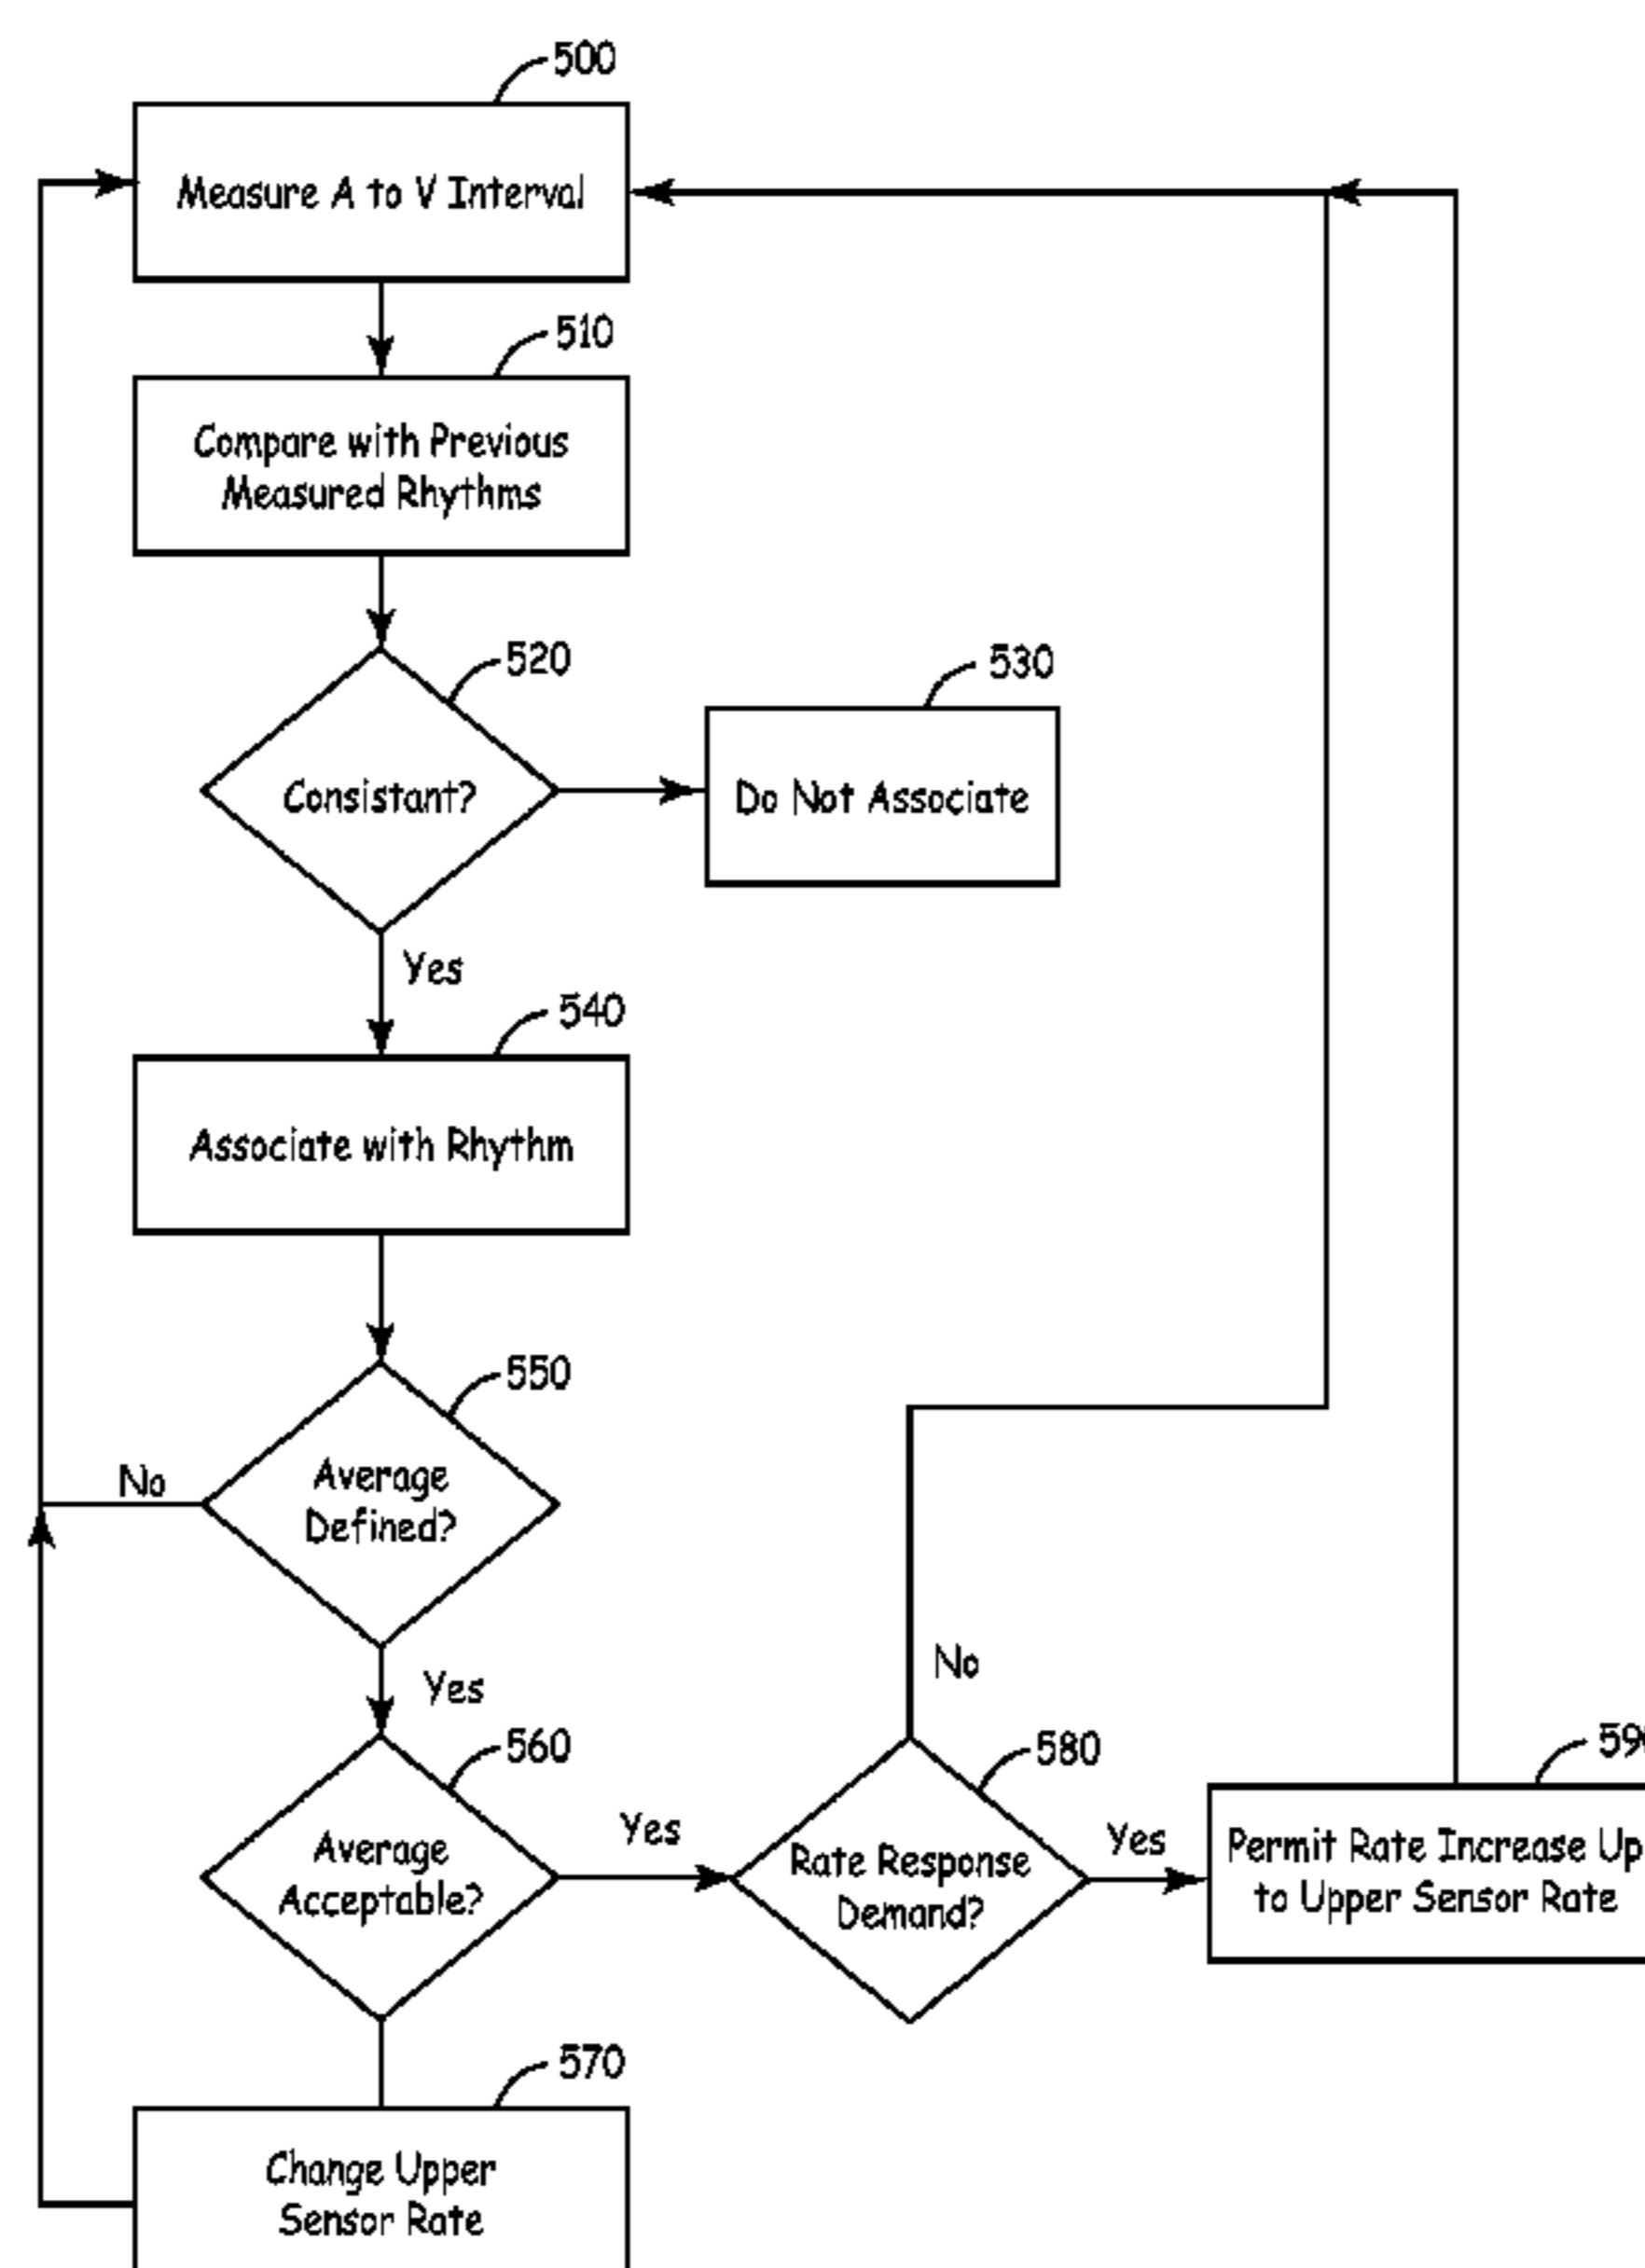 500
Measure A to V Interval
510
Compare with Previous
Measured Rhythms
520
Consistant?
530
Do Not Associate
Yes
540
Associate with Rhythm
550
Average
Defined?
No
Yes
560
Average
Acceptable?
Yes
580
Rate Response
Demand?
No
Yes
Permit Rate Increase Up
to Upper Sensor Rate
570
Change Upper
Sensor Rate